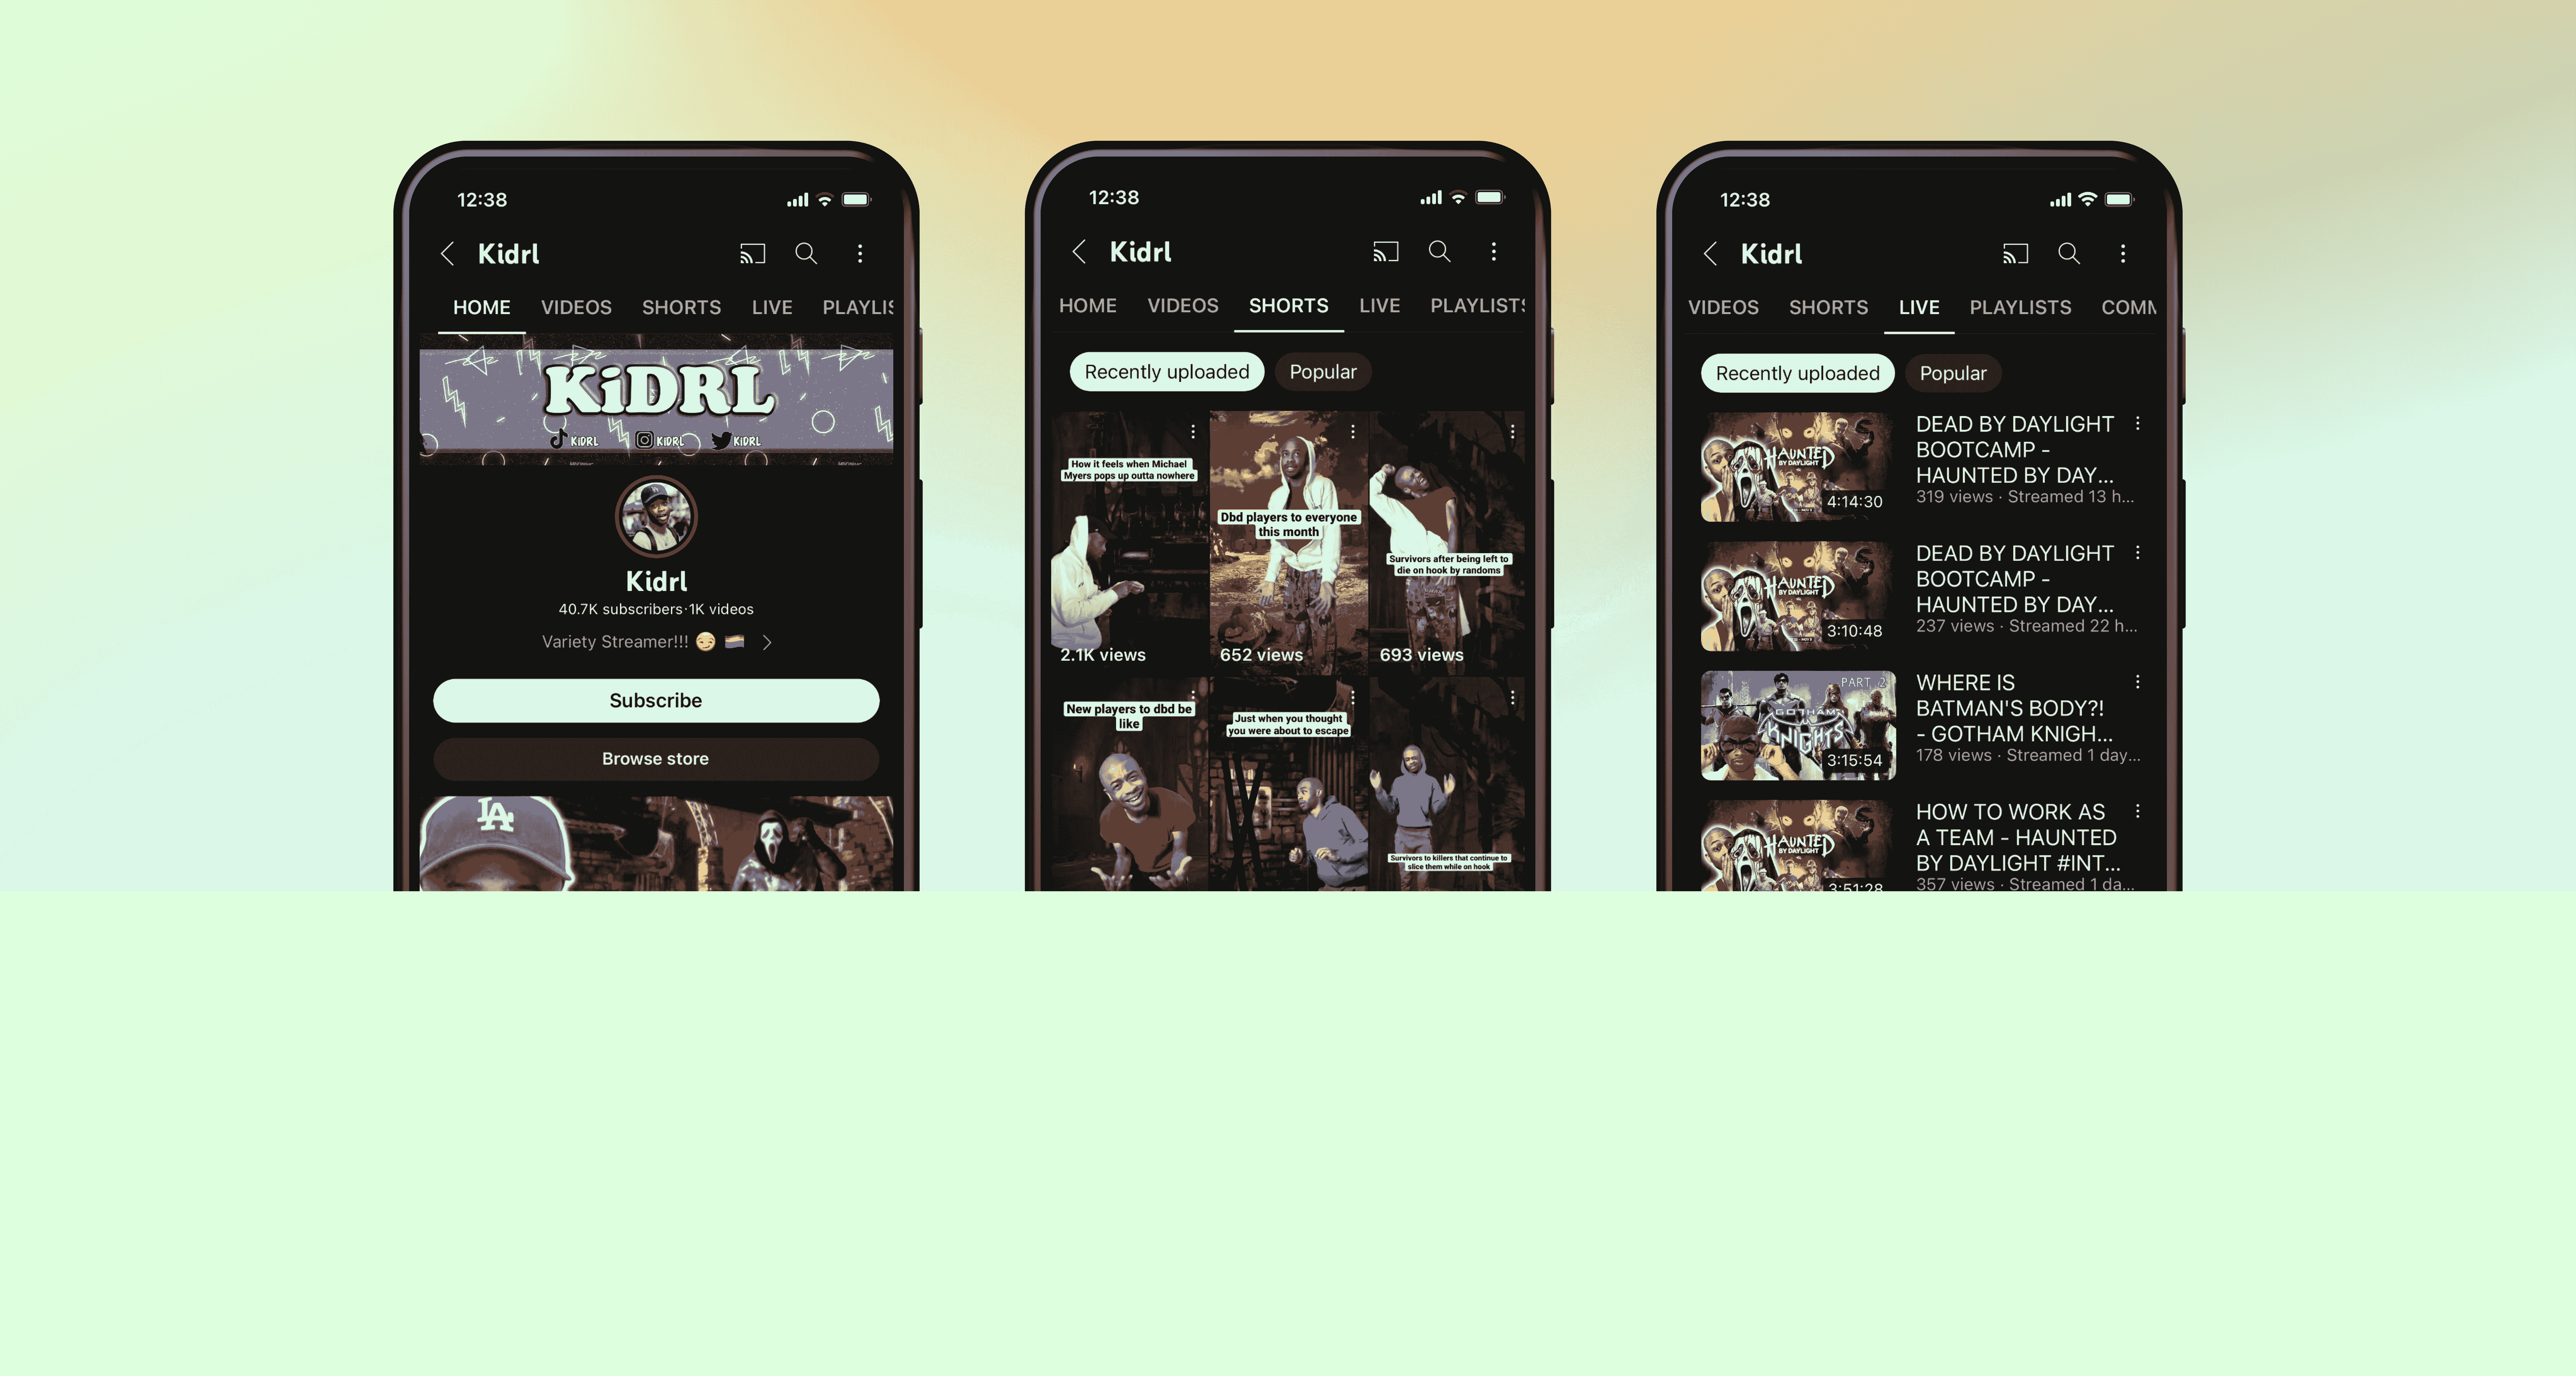 12:38
Kidrl
HOME VIDEOS SHORTS LIVE PLAYLIS
KiDRL
KiDRL KiDRL KiDRL
LA
Kidrl
40.7K subscribers·1K videos
Variety Streamer!!! 😏
Subscribe
Browse store
LA
12:38
Kidrl
HOME VIDEOS SHORTS LIVE PLAYLISTS
Recently uploaded Popular
How it feels when Michael
Myers pops up outta nowhere
2.1K views
Dbd players to everyone
this month
652 views
Survivors after being left to
die on hook by randoms
693 views
New players to dbd be
like
Just when you thought
you were about to escape
Survivors to killers that continue to
slice them while on hook
12:38
Kidrl
VIDEOS SHORTS LIVE PLAYLISTS COMM
Recently uploaded Popular
HAUNTED
BY DAYLIGHT
4:14:30
DEAD BY DAYLIGHT
BOOTCAMP -
HAUNTED BY DAY...
319 views · Streamed 13 h...
HAUNTED
BY DAYLIGHT
3:10:48
DEAD BY DAYLIGHT
BOOTCAMP -
HAUNTED BY DAY...
237 views · Streamed 22 h...
PART 2
GOTHAM
KNIGHTS
3:15:54
WHERE IS
BATMAN'S BODY?!
- GOTHAM KNIGH...
178 views · Streamed 1 day...
HAUNTED
BY DAYLIGHT
3:51:28
HOW TO WORK AS
A TEAM - HAUNTED
BY DAYLIGHT #INT...
357 views · Streamed 1 da...